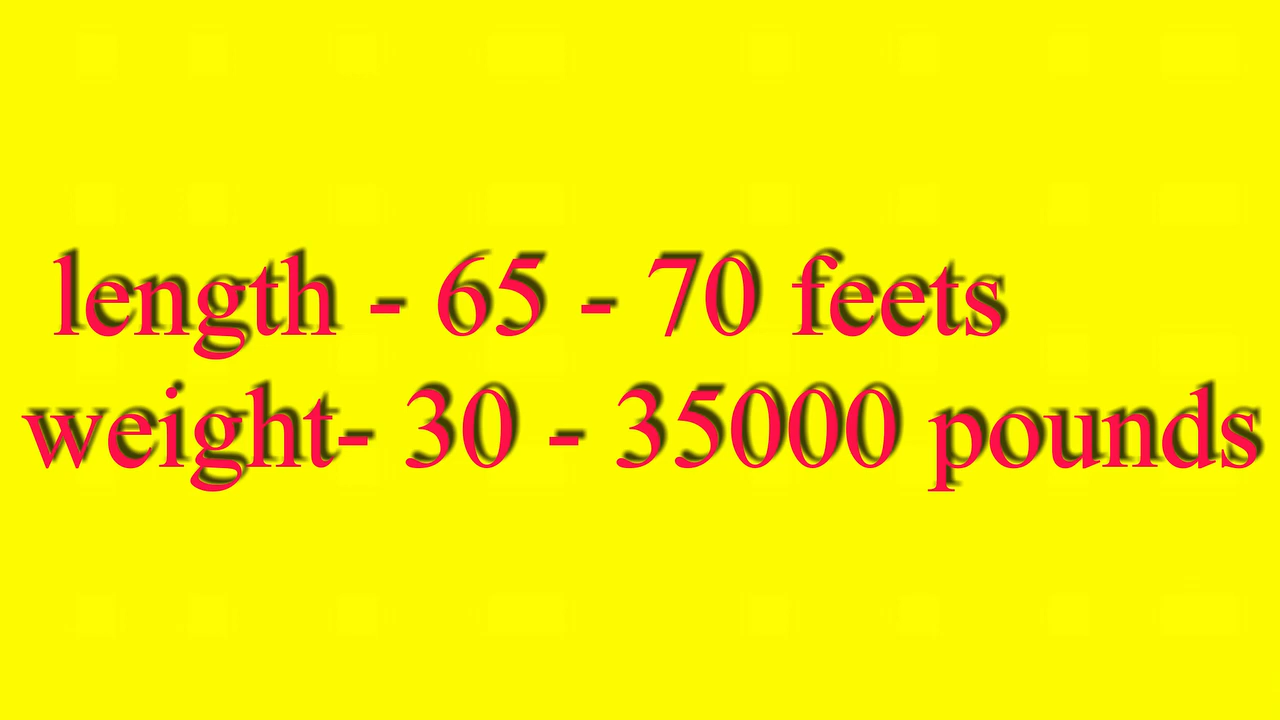 length - 65 - 70 feets
weight- 30 - 35000 pounds